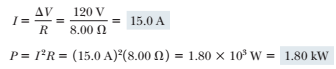 I = ΔV / R = 120 V / 8.00 Ω = 15.0 A
P = I²R = (15.0 A)²(8.00 Ω) = 1.80 × 10³ W = 1.80 kW